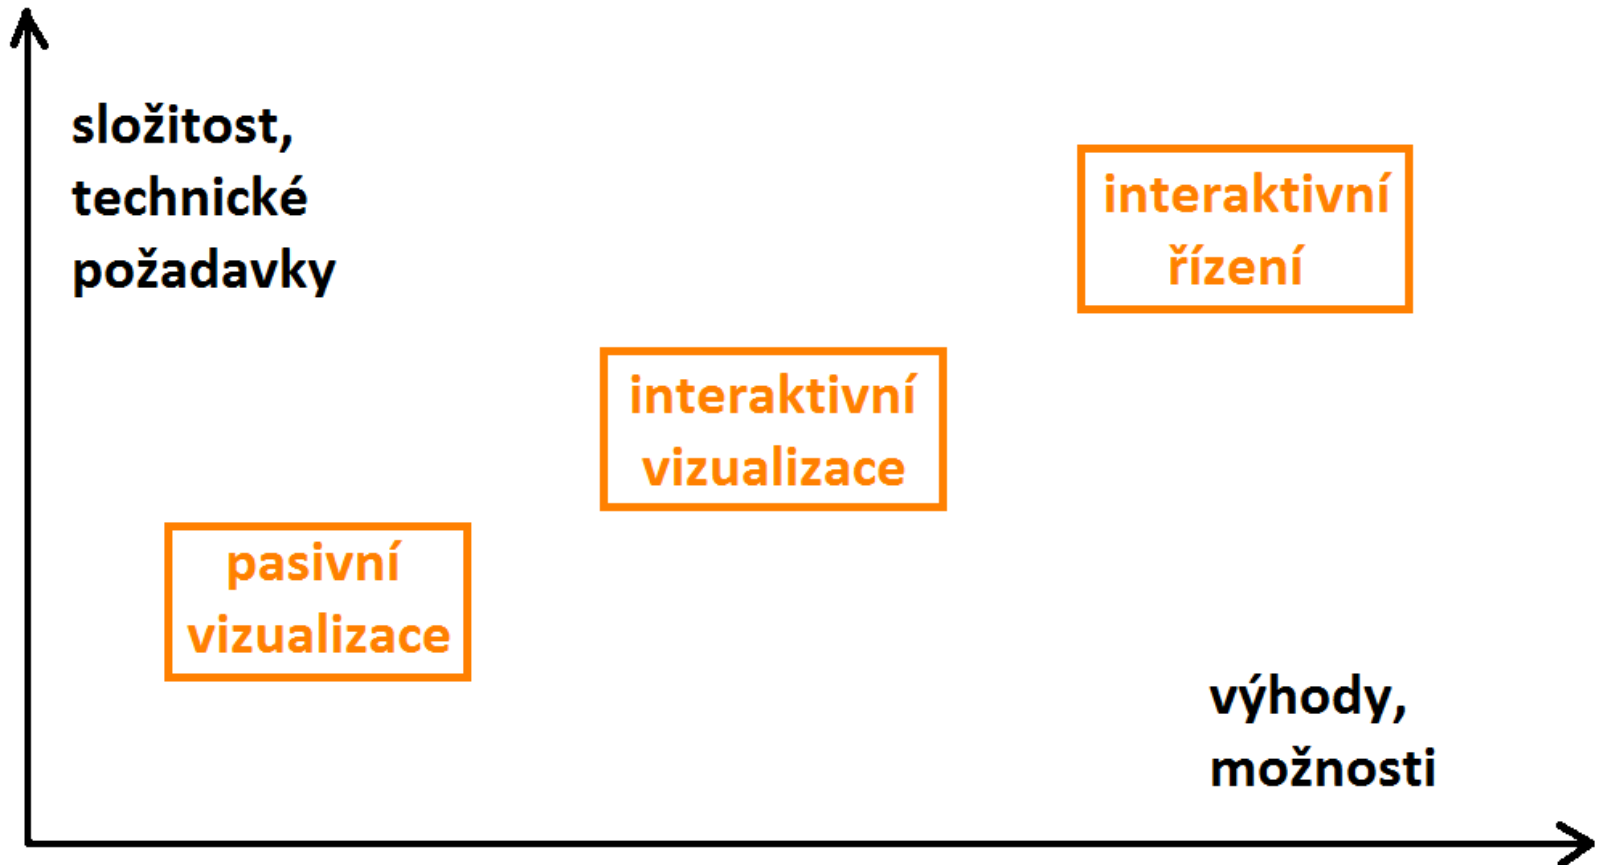 složitost,
technické
požadavky
interaktivní
řízení
interaktivní
vizualizace
pasivní
vizualizace
výhody,
možnosti